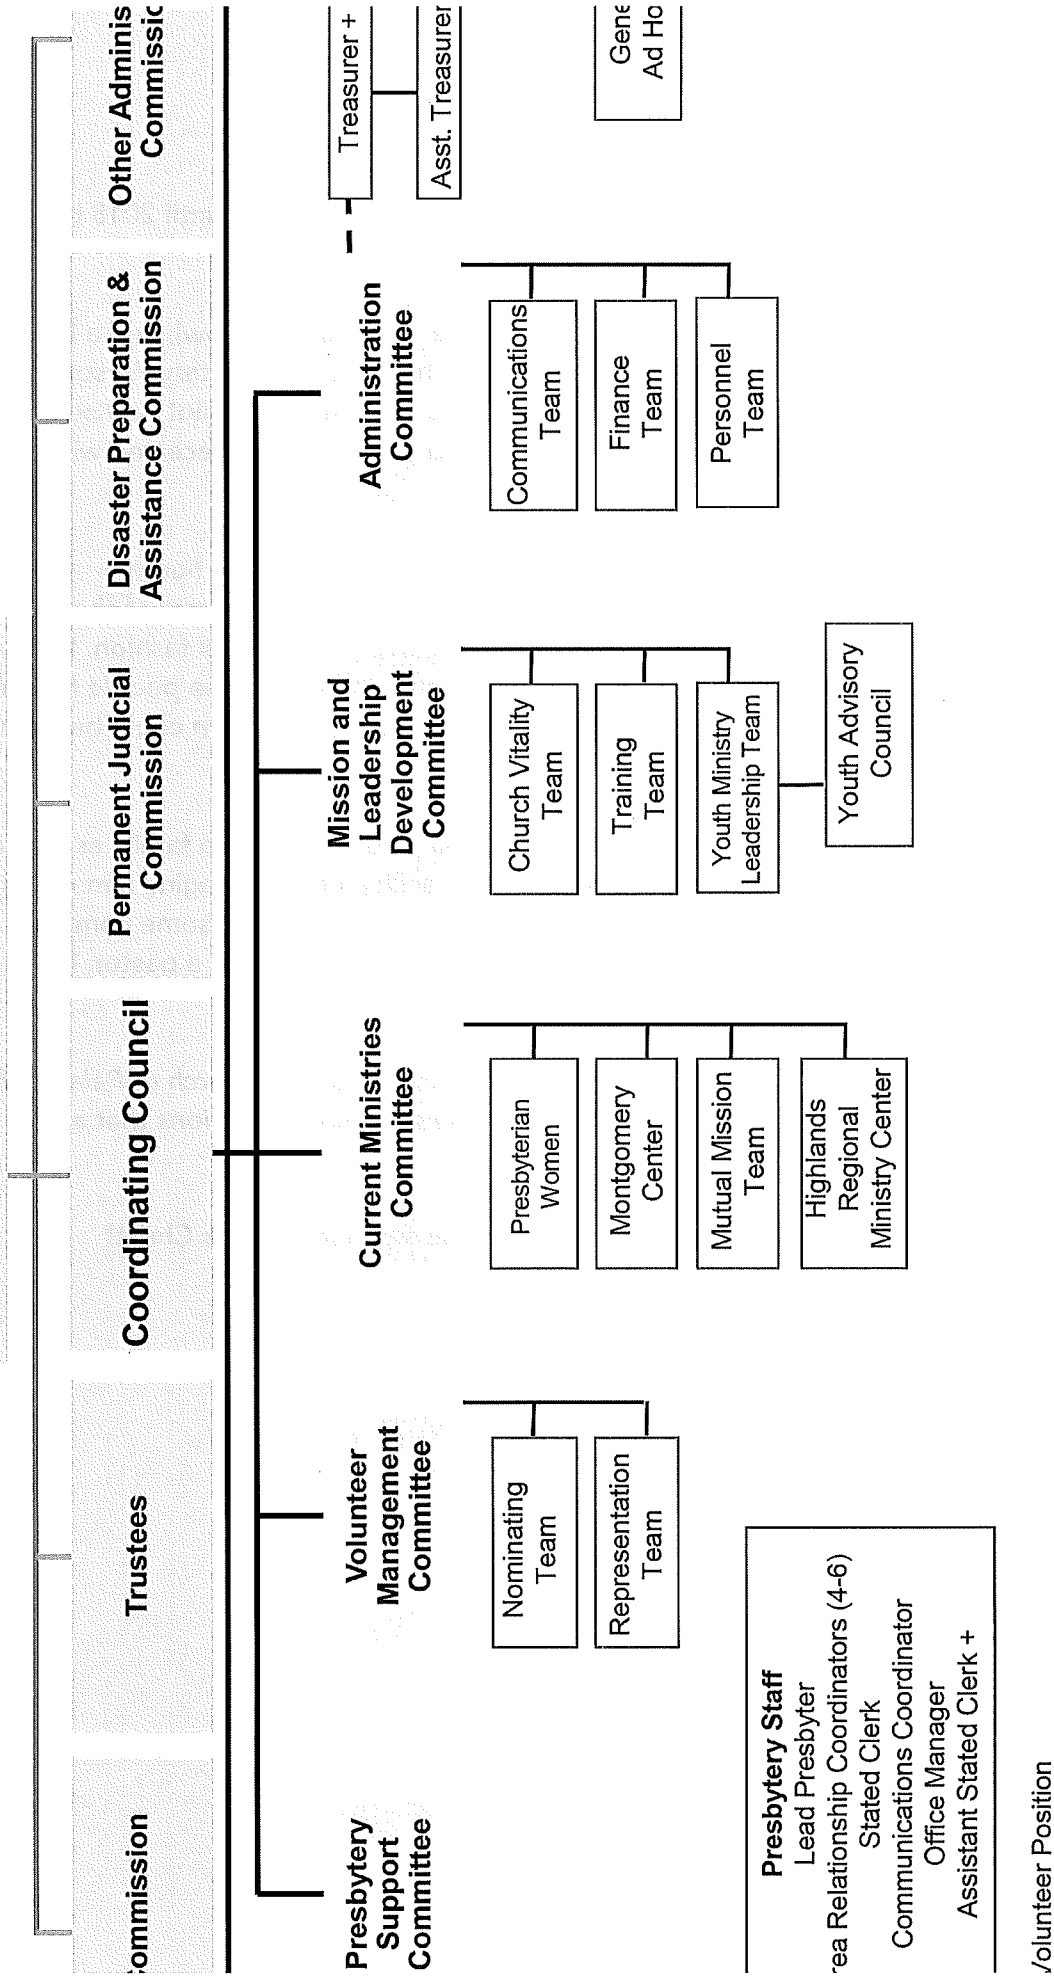 ommission
Trustees
Coordinating Council
Permanent Judicial
Commission
Disaster Preparation &
Assistance Commission
Other Adminis
Commissic
Presbytery
Support
Committee
Volunteer
Management
Committee
Nominating
Team
Representation
Team
Current Ministries
Committee
Presbyterian
Women
Montgomery
Center
Mutual Mission
Team
Highlands
Regional
Ministry Center
Mission and
Leadership
Development
Committee
Church Vitality
Team
Training
Team
Youth Ministry
Leadership Team
Youth Advisory
Council
Administration
Committee
Communications
Team
Finance
Team
Personnel
Team
Treasurer +
Asst. Treasurer
Gene
Ad Ho
Presbytery Staff
Lead Presbyter
rea Relationship Coordinators (4-6)
Stated Clerk
Communications Coordinator
Office Manager
Assistant Stated Clerk +
Volunteer Position